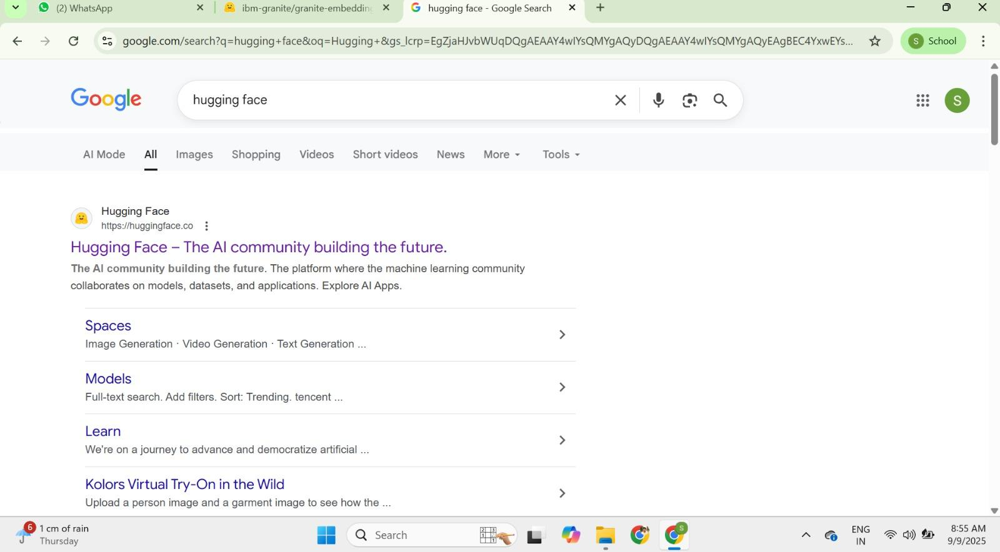 (2) WhatsApp
ibm-granite/granite-embedding
hugging face - Google Search
google.com/search?q=hugging+face&oq=Hugging+&gs_lcrp=EgZjaHJvbWUqDQgAEAAY4wIYsQMYgAQyDQgAEAAY4wIYsQMYgAQyEAgBEC4YxwEYs...
S School
Google
hugging face
S
AI Mode All Images Shopping Videos Short videos News More Tools
Hugging Face
https://huggingface.co
Hugging Face – The AI community building the future.
The AI community building the future. The platform where the machine learning community
collaborates on models, datasets, and applications. Explore AI Apps.
Spaces
Image Generation · Video Generation · Text Generation ...
Models
Full-text search. Add filters. Sort: Trending. tencent ...
Learn
We're on a journey to advance and democratize artificial ...
Kolors Virtual Try-On in the Wild
Upload a person image and a garment image to see how the ...
6
1 cm of rain
Thursday
Search
S
ENG
IN
8:55 AM
9/9/2025